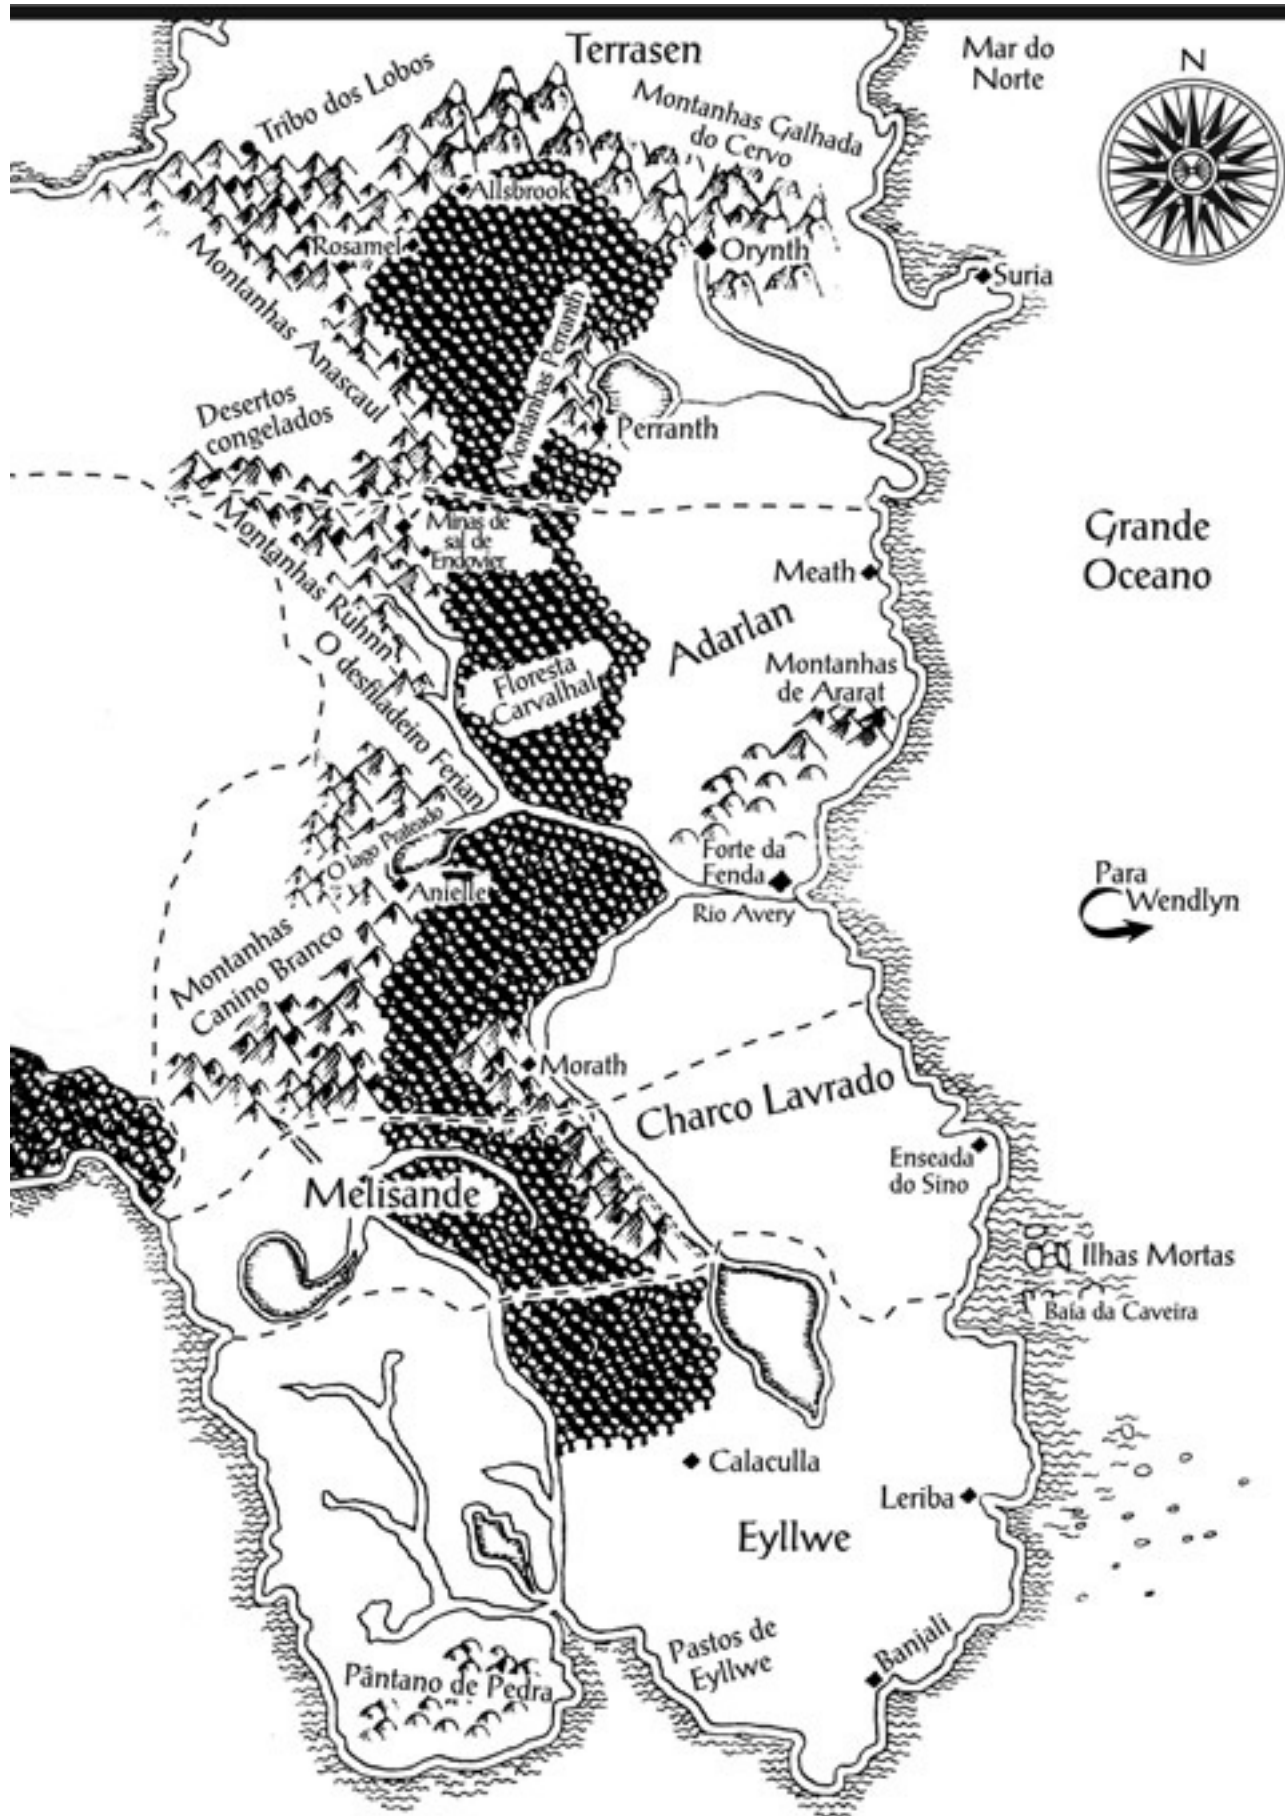 Terrasen
Mar do
Norte
N
Tribo dos Lobos
Montanhas Galhada
do Cervo
Allsbrook
Rosamel
Orynth
Suria
Montanhas Anascaul
Montanhas Perranth
Desertos
congelados
Perranth
Minas de
sal de
Endovier
Montanhas Ruhnn
Grande
Oceano
Meath
Adarlan
O desfiladeiro Ferian
Floresta
Carvalhal
Montanhas
de Ararat
O lago Prateado
Forte da
Fenda
Anielle
Rio Avery
Para
Wendlyn
Montanhas
Canino Branco
Morath
Charco Lavrado
Enseada
do Sino
Melisande
Ilhas Mortas
Baía da Caveira
Calaculla
Leriba
Eyllwe
Pastos de
Eyllwe
Banjali
Pântano de Pedra